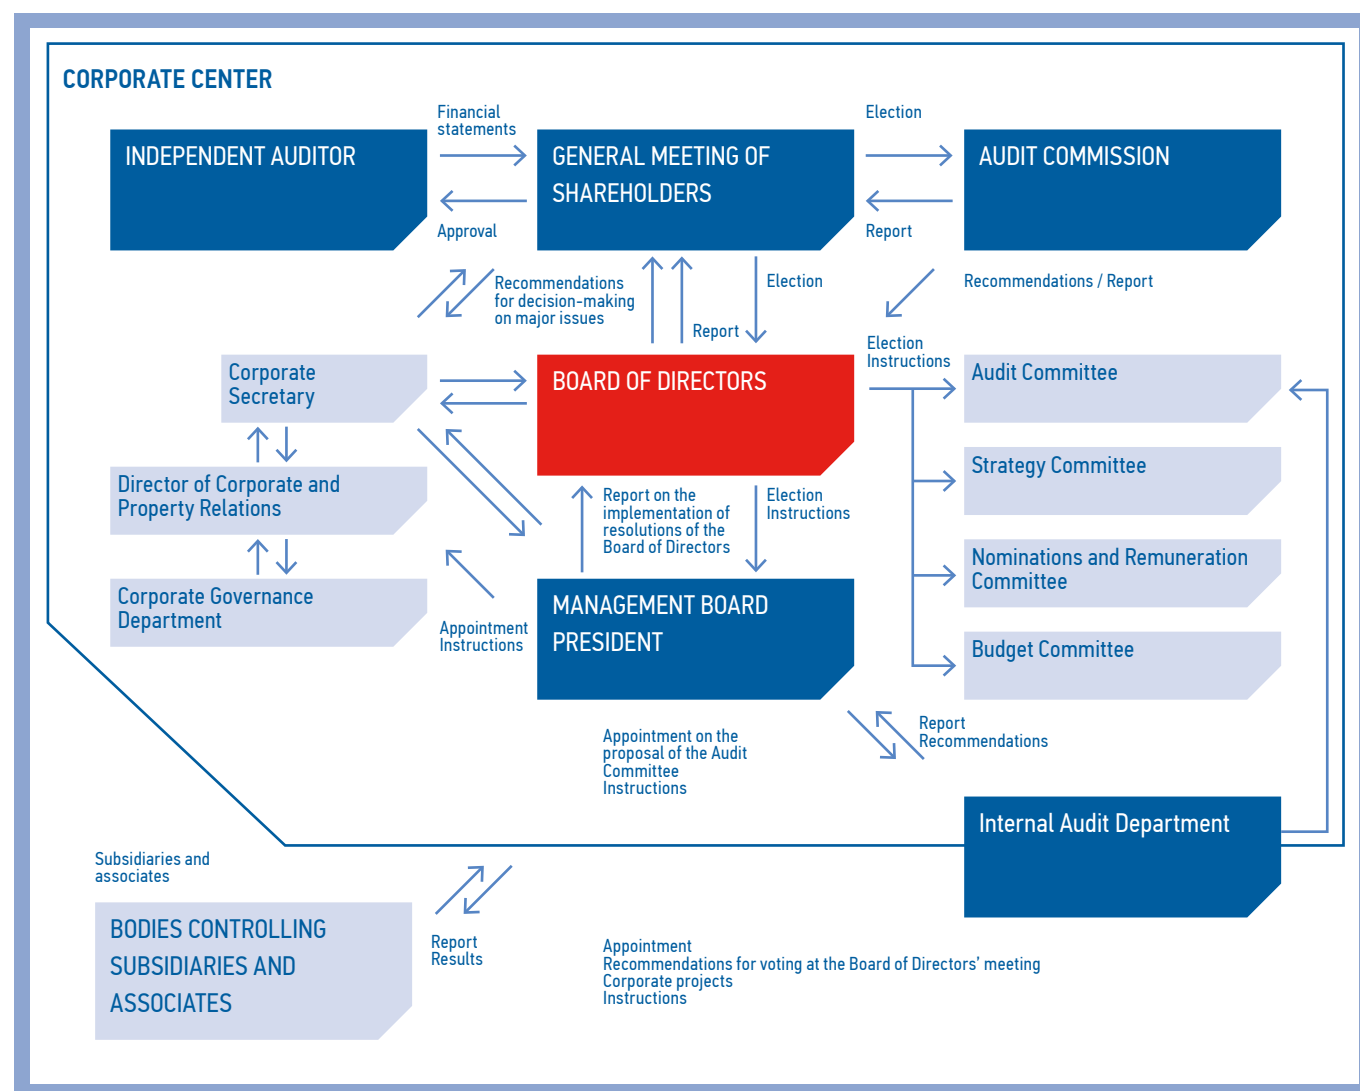 CORPORATE CENTER
Financial
statements
Election
INDEPENDENT AUDITOR
GENERAL MEETING OF
SHAREHOLDERS
AUDIT COMMISSION
Approval
Report
Recommendations
for decision-making
on major issues
Report
Election
Recommendations / Report
Election
Instructions
Corporate
Secretary
BOARD OF DIRECTORS
Audit Committee
Director of Corporate and
Property Relations
Strategy Committee
Report on the
implementation of
resolutions of the
Board of Directors
Election
Instructions
Nominations and Remuneration
Committee
Corporate Governance
Department
Appointment
Instructions
MANAGEMENT BOARD
PRESIDENT
Budget Committee
Report
Recommendations
Appointment on the
proposal of the Audit
Committee
Instructions
Internal Audit Department
Subsidiaries and
associates
BODIES CONTROLLING
SUBSIDIARIES AND
ASSOCIATES
Report
Results
Appointment
Recommendations for voting at the Board of Directors’ meeting
Corporate projects
Instructions